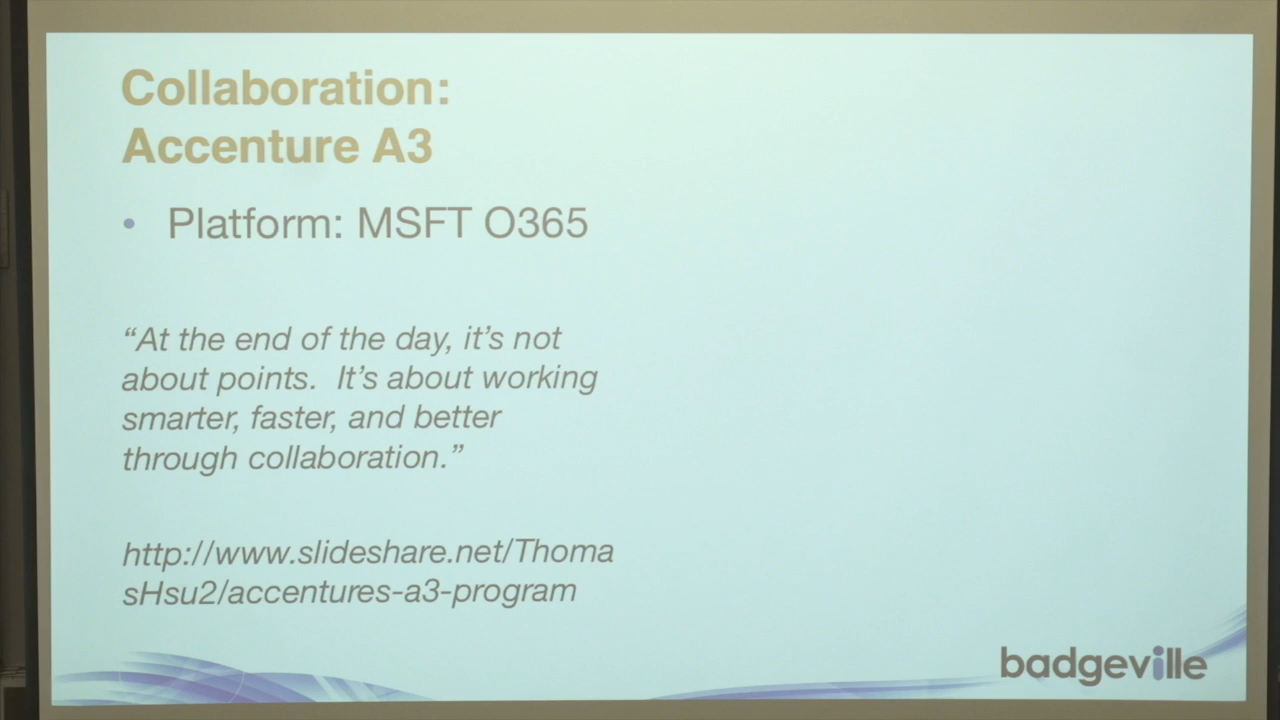 Collaboration:
Accenture A3
• Platform: MSFT O365
“At the end of the day, it’s not
about points.  It’s about working
smarter, faster, and better
through collaboration.”
http://www.slideshare.net/Thoma
sHsu2/accentures-a3-program
badgeville